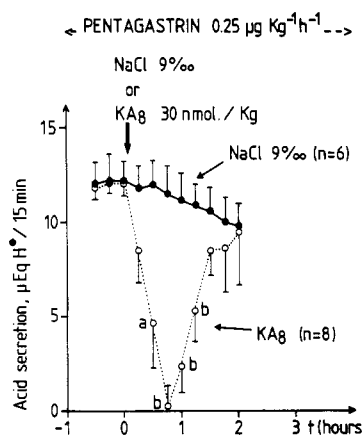 ← PENTAGASTRIN 0.25 µg Kg⁻¹h⁻¹ --→
NaCl 9‰
or
KA8 30 nmol./Kg
NaCl 9‰ (n=6)
15
10
5
0
a
b
b
b
KA8 (n=8)
-1 0 1 2 3 t(hours
Acid secretion, µEq H⁺/15 min